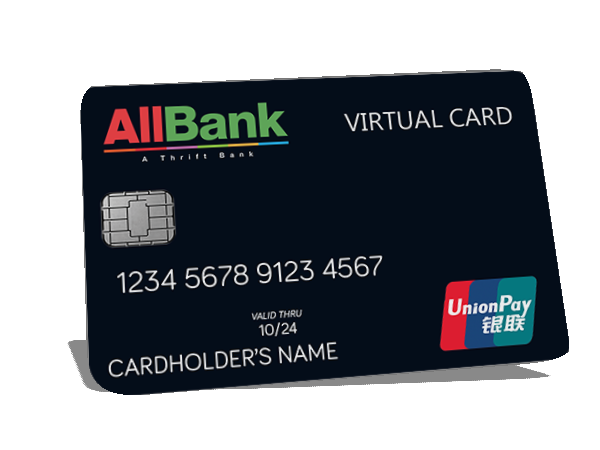 AllBank
A Thrift Bank
VIRTUAL CARD
1234 5678 9123 4567
VALID THRU
10/24
CARDHOLDER'S NAME
UnionPay
银联